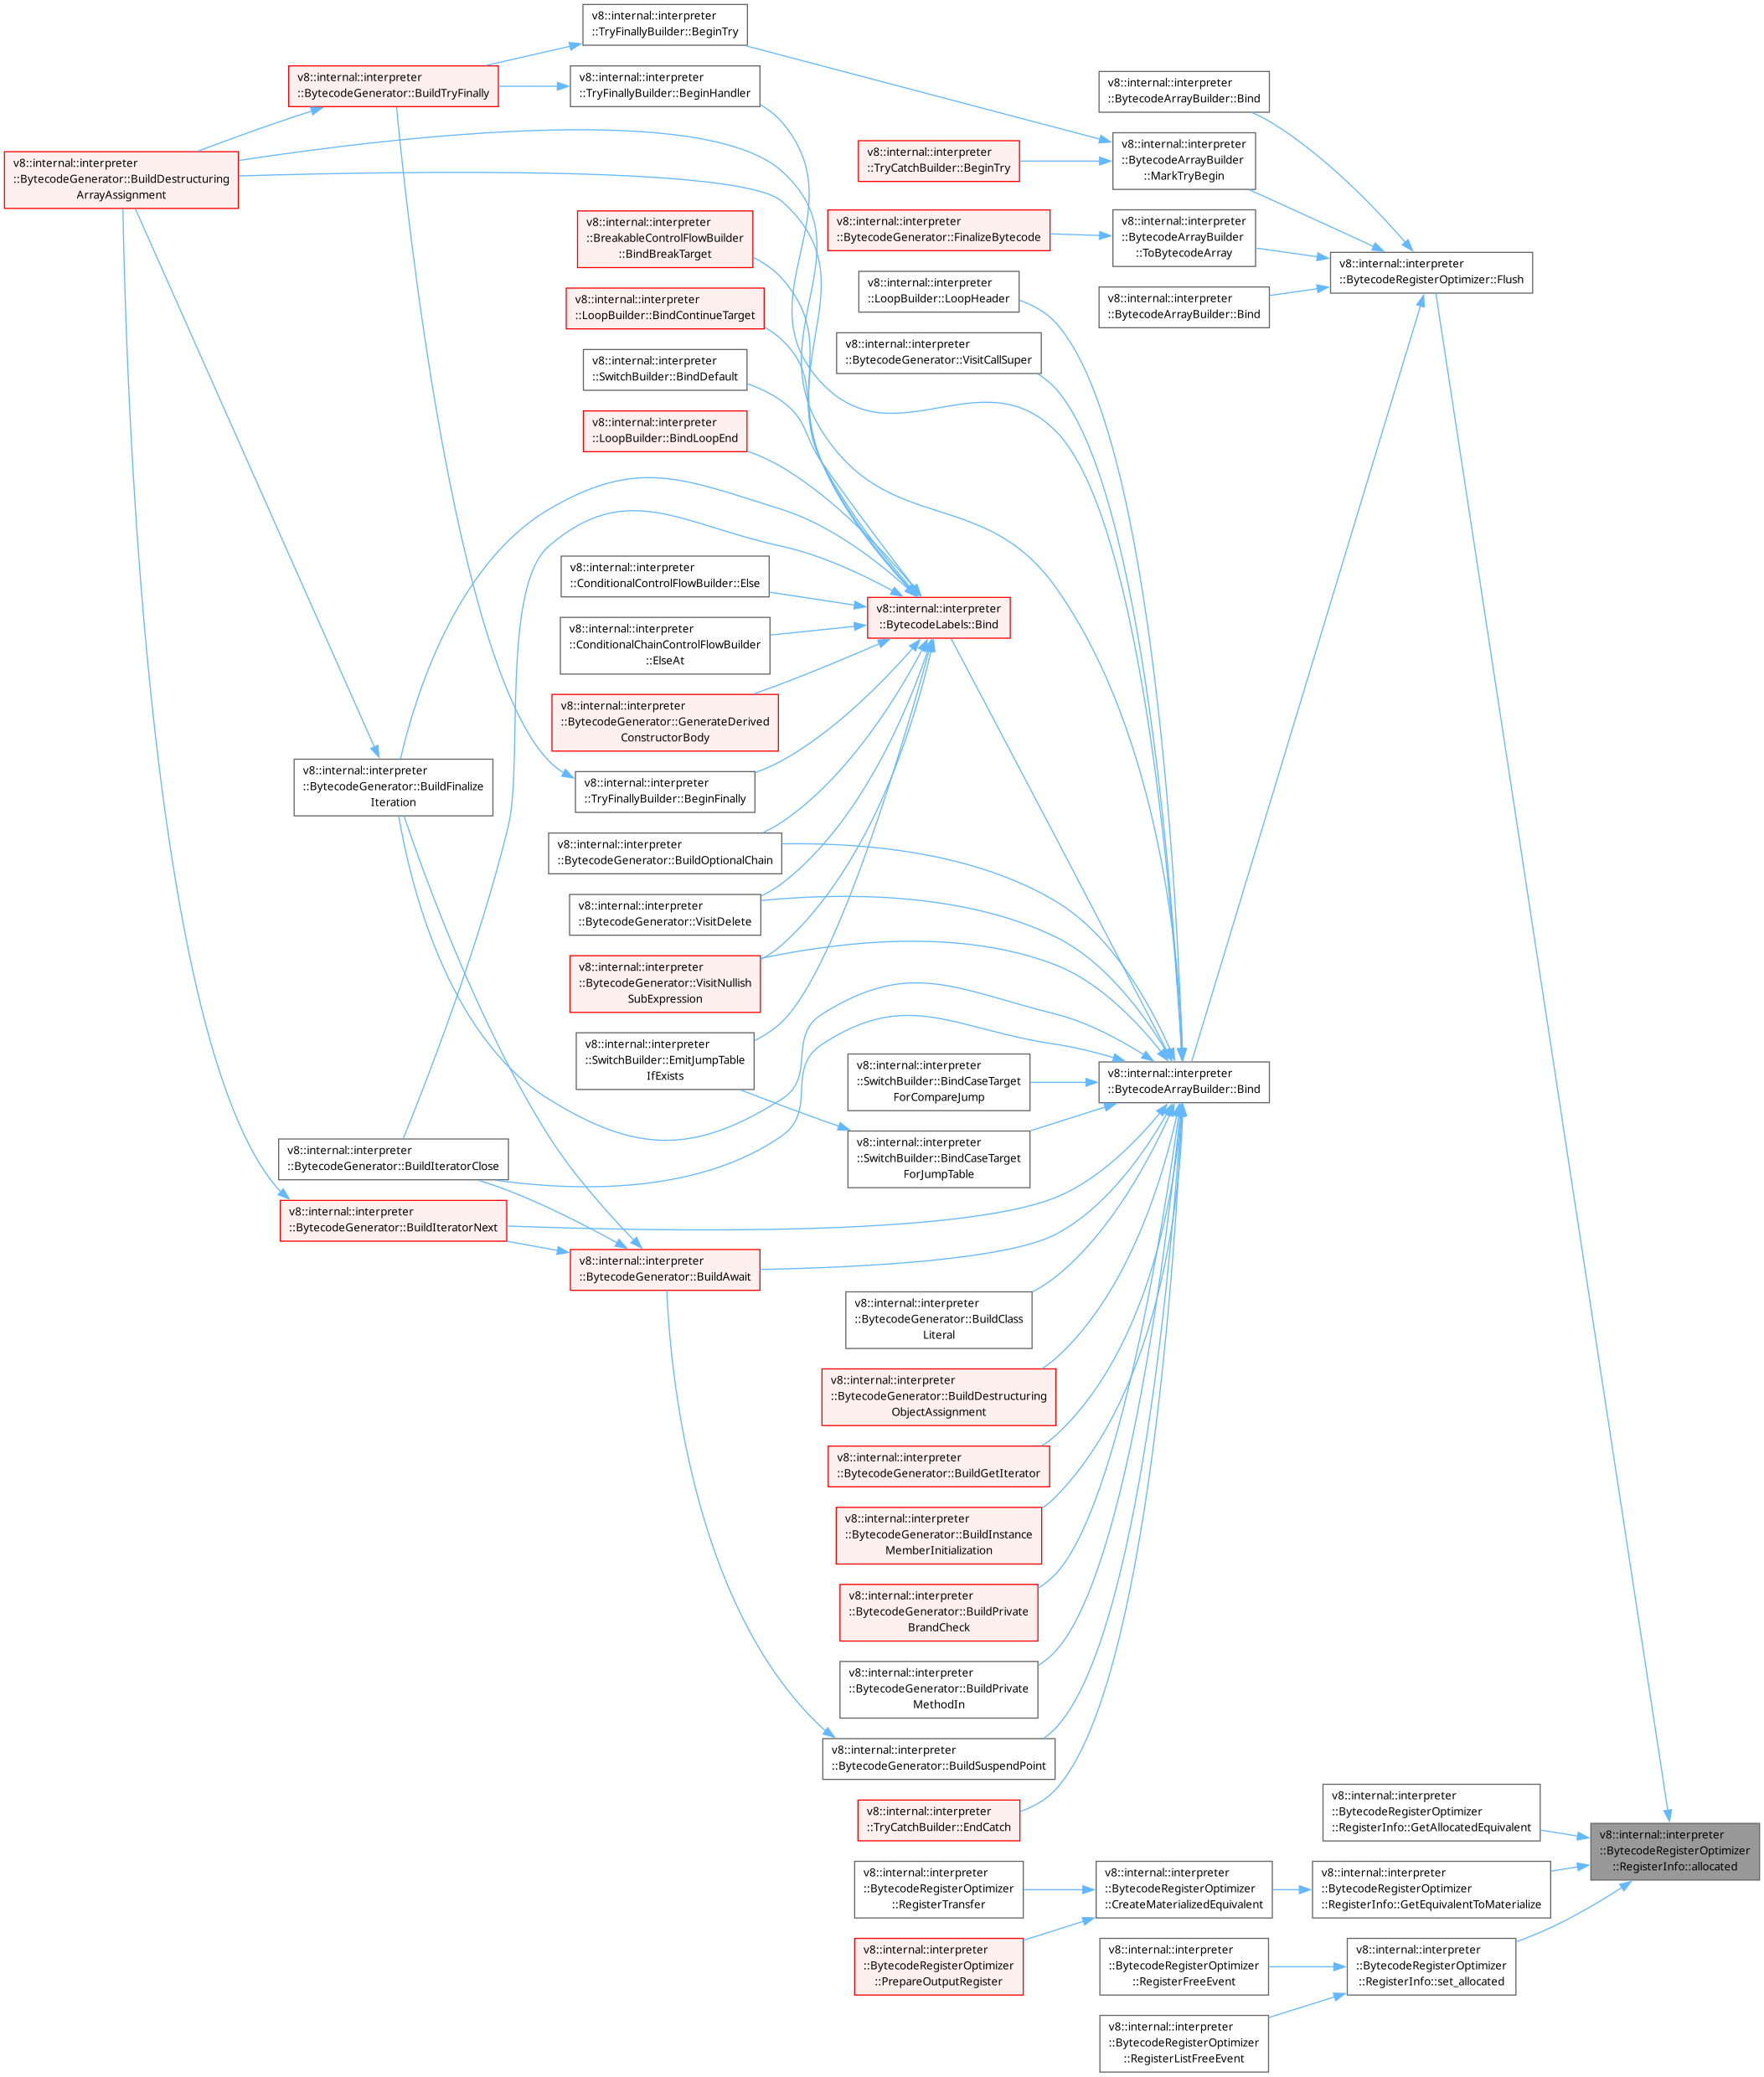 v8::internal::interpreter
::TryFinallyBuilder::BeginTry
v8::internal::interpreter
::BytecodeGenerator::BuildTryFinally
v8::internal::interpreter
::TryFinallyBuilder::BeginHandler
v8::internal::interpreter
::BytecodeArrayBuilder::Bind
v8::internal::interpreter
::BytecodeGenerator::BuildDestructuring
ArrayAssignment
v8::internal::interpreter
::TryCatchBuilder::BeginTry
v8::internal::interpreter
::BytecodeArrayBuilder
::MarkTryBegin
v8::internal::interpreter
::BreakableControlFlowBuilder
::BindBreakTarget
v8::internal::interpreter
::BytecodeGenerator::FinalizeBytecode
v8::internal::interpreter
::BytecodeArrayBuilder
::ToBytecodeArray
v8::internal::interpreter
::BytecodeRegisterOptimizer::Flush
v8::internal::interpreter
::LoopBuilder::BindContinueTarget
v8::internal::interpreter
::LoopBuilder::LoopHeader
v8::internal::interpreter
::BytecodeArrayBuilder::Bind
v8::internal::interpreter
::SwitchBuilder::BindDefault
v8::internal::interpreter
::BytecodeGenerator::VisitCallSuper
v8::internal::interpreter
::LoopBuilder::BindLoopEnd
v8::internal::interpreter
::ConditionalControlFlowBuilder::Else
v8::internal::interpreter
::BytecodeLabels::Bind
v8::internal::interpreter
::ConditionalChainControlFlowBuilder
::ElseAt
v8::internal::interpreter
::BytecodeGenerator::GenerateDerived
ConstructorBody
v8::internal::interpreter
::BytecodeGenerator::BuildFinalize
Iteration
v8::internal::interpreter
::TryFinallyBuilder::BeginFinally
v8::internal::interpreter
::BytecodeGenerator::BuildOptionalChain
v8::internal::interpreter
::BytecodeGenerator::VisitDelete
v8::internal::interpreter
::BytecodeGenerator::VisitNullish
SubExpression
v8::internal::interpreter
::SwitchBuilder::EmitJumpTable
IfExists
v8::internal::interpreter
::SwitchBuilder::BindCaseTarget
ForCompareJump
v8::internal::interpreter
::BytecodeArrayBuilder::Bind
v8::internal::interpreter
::BytecodeGenerator::BuildIteratorClose
v8::internal::interpreter
::SwitchBuilder::BindCaseTarget
ForJumpTable
v8::internal::interpreter
::BytecodeGenerator::BuildIteratorNext
v8::internal::interpreter
::BytecodeGenerator::BuildAwait
v8::internal::interpreter
::BytecodeGenerator::BuildClass
Literal
v8::internal::interpreter
::BytecodeGenerator::BuildDestructuring
ObjectAssignment
v8::internal::interpreter
::BytecodeGenerator::BuildGetIterator
v8::internal::interpreter
::BytecodeGenerator::BuildInstance
MemberInitialization
v8::internal::interpreter
::BytecodeGenerator::BuildPrivate
BrandCheck
v8::internal::interpreter
::BytecodeGenerator::BuildPrivate
MethodIn
v8::internal::interpreter
::BytecodeGenerator::BuildSuspendPoint
v8::internal::interpreter
::TryCatchBuilder::EndCatch
v8::internal::interpreter
::BytecodeRegisterOptimizer
::RegisterInfo::GetAllocatedEquivalent
v8::internal::interpreter
::BytecodeRegisterOptimizer
::RegisterInfo::allocated
v8::internal::interpreter
::BytecodeRegisterOptimizer
::RegisterTransfer
v8::internal::interpreter
::BytecodeRegisterOptimizer
::CreateMaterializedEquivalent
v8::internal::interpreter
::BytecodeRegisterOptimizer
::RegisterInfo::GetEquivalentToMaterialize
v8::internal::interpreter
::BytecodeRegisterOptimizer
::PrepareOutputRegister
v8::internal::interpreter
::BytecodeRegisterOptimizer
::RegisterFreeEvent
v8::internal::interpreter
::BytecodeRegisterOptimizer
::RegisterInfo::set_allocated
v8::internal::interpreter
::BytecodeRegisterOptimizer
::RegisterListFreeEvent